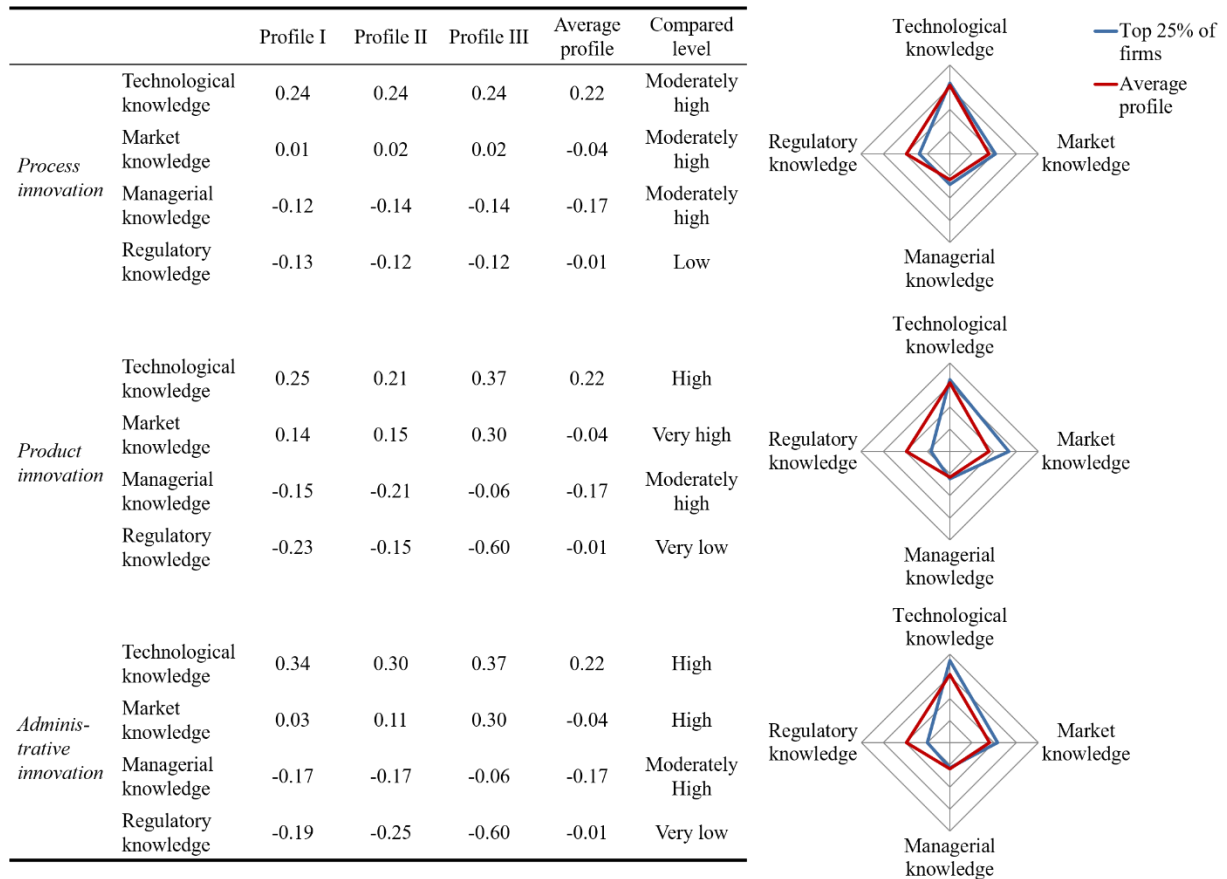 Profile I Profile II Profile III Average profile Compared level
Process innovation
Technological knowledge 0.24 0.24 0.24 0.22 Moderately high
Market knowledge 0.01 0.02 0.02 -0.04 Moderately high
Managerial knowledge -0.12 -0.14 -0.14 -0.17 Moderately high
Regulatory knowledge -0.13 -0.12 -0.12 -0.01 Low
Product innovation
Technological knowledge 0.25 0.21 0.37 0.22 High
Market knowledge 0.14 0.15 0.30 -0.04 Very high
Managerial knowledge -0.15 -0.21 -0.06 -0.17 Moderately high
Regulatory knowledge -0.23 -0.15 -0.60 -0.01 Very low
Adminis-
trative
innovation
Technological knowledge 0.34 0.30 0.37 0.22 High
Market knowledge 0.03 0.11 0.30 -0.04 High
Managerial knowledge -0.17 -0.17 -0.06 -0.17 Moderately High
Regulatory knowledge -0.19 -0.25 -0.60 -0.01 Very low
Technological
knowledge
Regulatory
knowledge
Market
knowledge
Managerial
knowledge
Top 25% of
firms
Average
profile
Technological
knowledge
Regulatory
knowledge
Market
knowledge
Managerial
knowledge
Technological
knowledge
Regulatory
knowledge
Market
knowledge
Managerial
knowledge